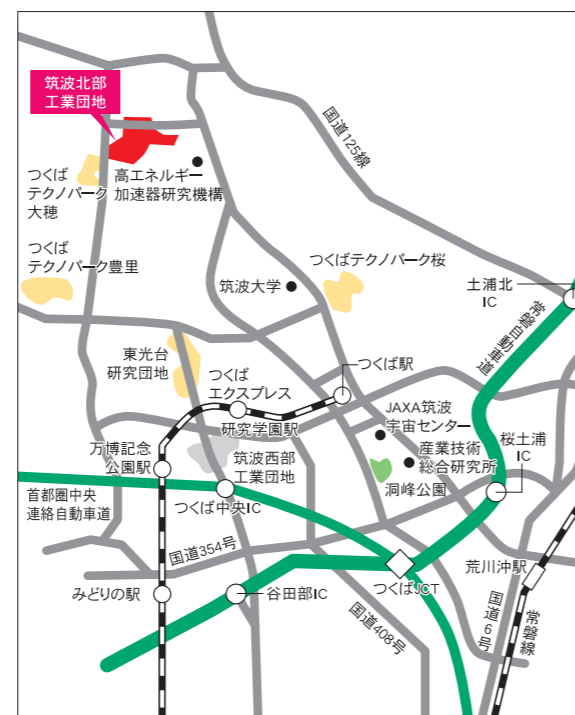 筑波北部
工業団地
国道125線
つくば
テクノパーク
大穂
高エネルギー
加速器研究機構
つくば
テクノパーク豊里
つくばテクノパーク桜
筑波大学
土浦北
IC
常磐自動車道
東光台
研究団地
つくば駅
つくば
エクスプレス
研究学園駅
JAXA筑波
宇宙センター
産業技術
総合研究所
桜土浦
IC
万博記念
公園駅
筑波西部
工業団地
洞峰公園
首都圏中央
連絡自動車道
つくば中央IC
国道354号
つくばJCT
荒川沖駅
みどりの駅
谷田部IC
国道408号
国道6号
常磐線